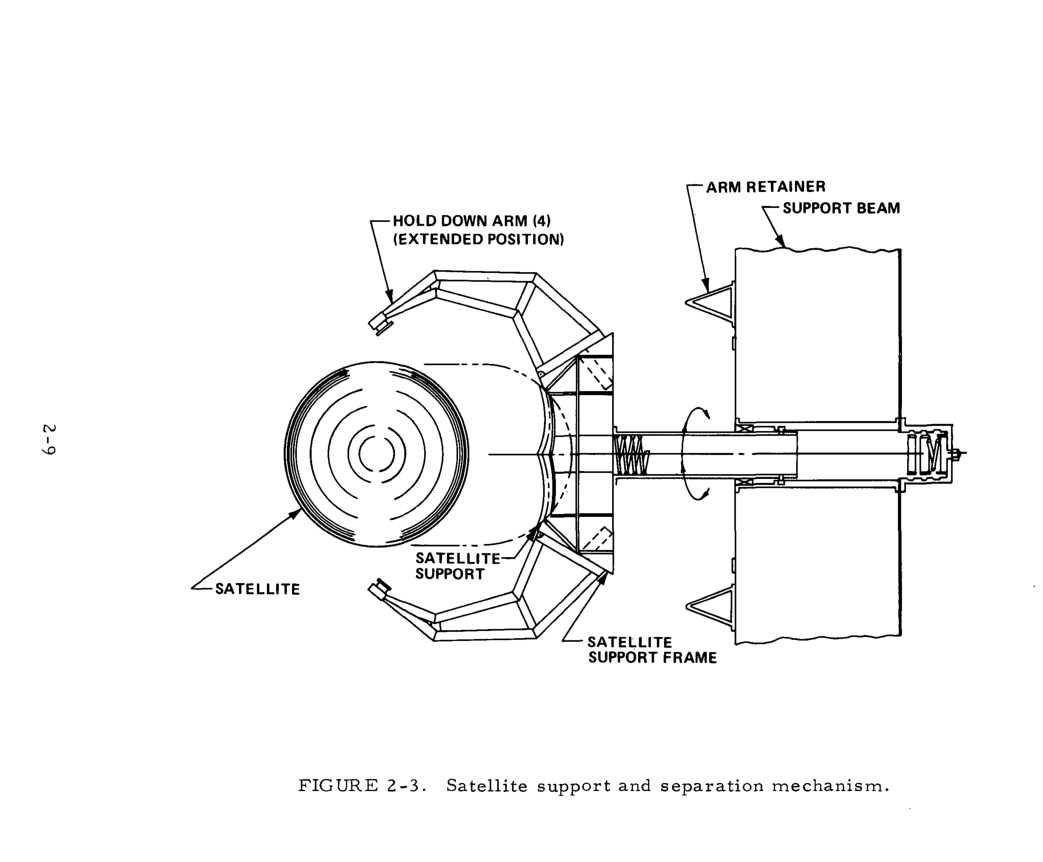 ARM RETAINER
SUPPORT BEAM
HOLD DOWN ARM (4)
(EXTENDED POSITION)
SATELLITE
SUPPORT
SATELLITE
SATELLITE
SUPPORT FRAME
2-9
FIGURE 2-3. Satellite support and separation mechanism.